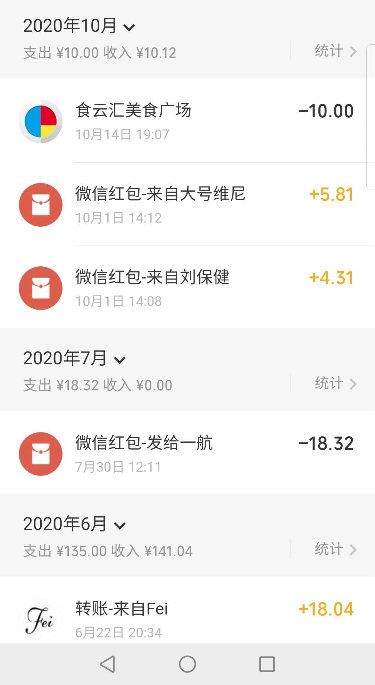 2020年10月
支出 ¥10.00 收入 ¥10.12
统计
食云汇美食广场
-10.00
10月14日 19:07
微信红包-来自大号维尼
+5.81
10月1日 14:12
微信红包-来自刘保健
+4.31
10月1日 14:08
2020年7月
支出 ¥18.32 收入 ¥0.00
统计
微信红包-发给一航
-18.32
7月30日 12:11
2020年6月
支出 ¥135.00 收入 ¥141.04
统计
Fei
转账-来自Fei
+18.04
6月22日 20:34